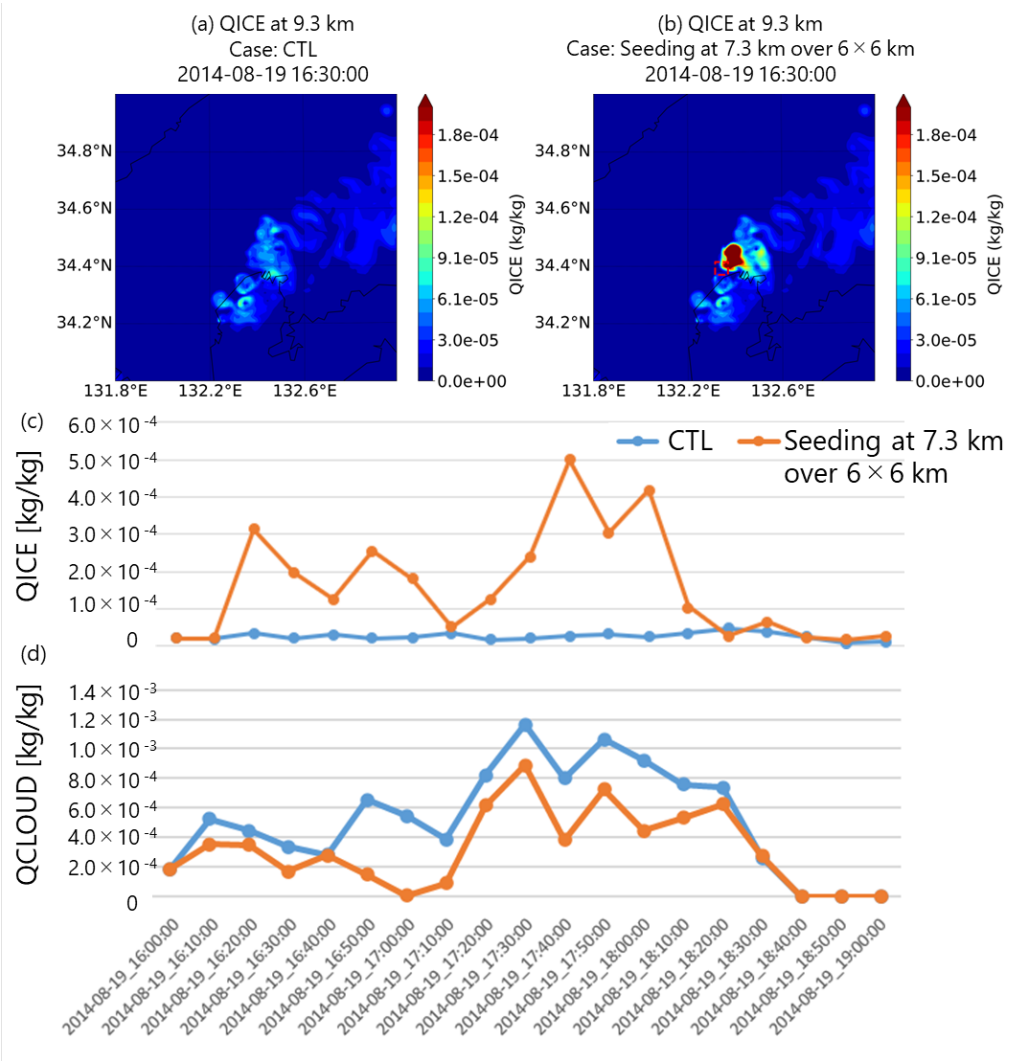 (a) QICE at 9.3 km
Case: CTL
2014-08-19 16:30:00
34.8°N
34.6°N
34.4°N
34.2°N
131.8°E
132.2°E
132.6°E
1.8e-04
1.5e-04
1.2e-04
9.1e-05
6.1e-05
3.0e-05
0.0e+00
QICE (kg/kg)
(b) QICE at 9.3 km
Case: Seeding at 7.3 km over 6×6 km
2014-08-19 16:30:00
34.8°N
34.6°N
34.4°N
34.2°N
131.8°E
132.2°E
132.6°E
1.8e-04
1.5e-04
1.2e-04
9.1e-05
6.1e-05
3.0e-05
0.0e+00
QICE (kg/kg)
(c)
QICE [kg/kg]
6.0×10⁻⁴
5.0×10⁻⁴
4.0×10⁻⁴
3.0×10⁻⁴
2.0×10⁻⁴
1.0×10⁻⁴
0
CTL
Seeding at 7.3 km
over 6×6 km
(d)
QCLOUD [kg/kg]
1.4×10⁻³
1.2×10⁻³
1.0×10⁻³
8.0×10⁻⁴
6.0×10⁻⁴
4.0×10⁻⁴
2.0×10⁻⁴
0
2014-08-19_16:00:00
2014-08-19_16:10:00
2014-08-19_16:20:00
2014-08-19_16:30:00
2014-08-19_16:40:00
2014-08-19_16:50:00
2014-08-19_17:00:00
2014-08-19_17:10:00
2014-08-19_17:20:00
2014-08-19_17:30:00
2014-08-19_17:40:00
2014-08-19_17:50:00
2014-08-19_18:00:00
2014-08-19_18:10:00
2014-08-19_18:20:00
2014-08-19_18:30:00
2014-08-19_18:40:00
2014-08-19_18:50:00
2014-08-19_19:00:00